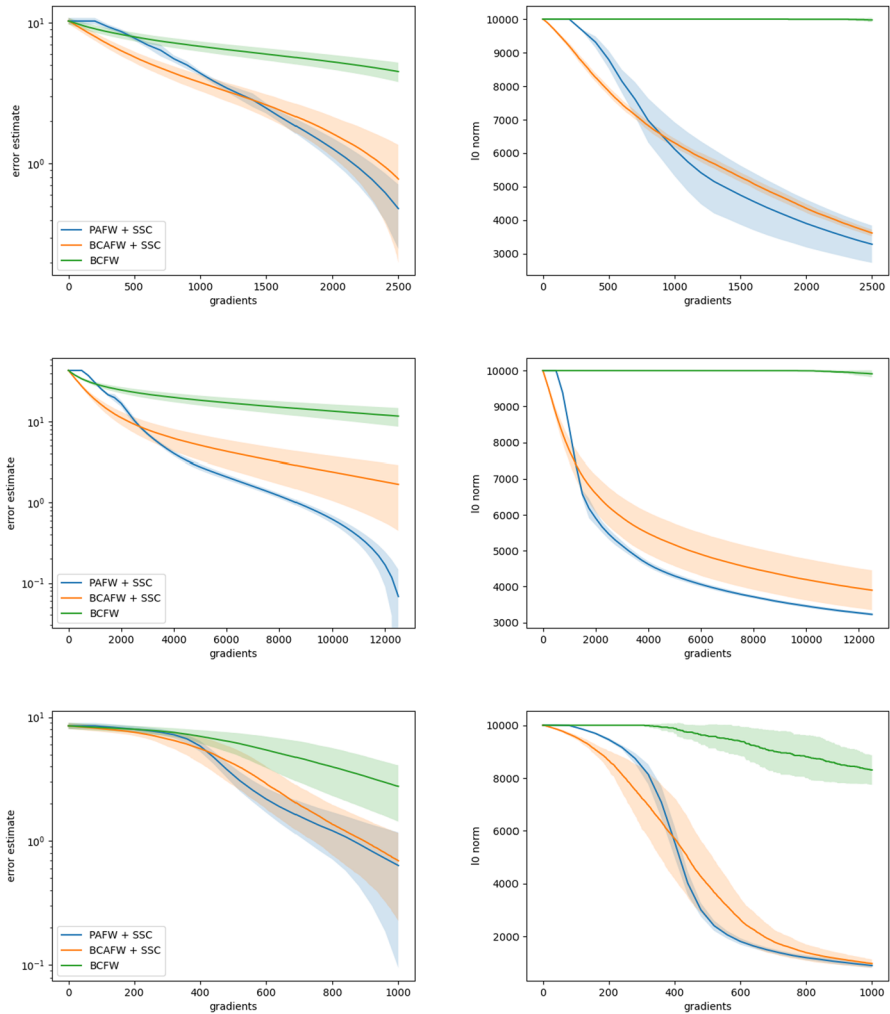 10¹
10⁰
error estimate
PAFW + SSC
BCAFW + SSC
BCFW
0 500 1000 1500 2000 2500
gradients
10000
9000
8000
7000
6000
5000
4000
3000
l0 norm
0 500 1000 1500 2000 2500
gradients
10¹
10⁰
10⁻¹
error estimate
PAFW + SSC
BCAFW + SSC
BCFW
0 2000 4000 6000 8000 10000 12000
gradients
10000
9000
8000
7000
6000
5000
4000
3000
l0 norm
0 2000 4000 6000 8000 10000 12000
gradients
10¹
10⁰
10⁻¹
error estimate
PAFW + SSC
BCAFW + SSC
BCFW
0 200 400 600 800 1000
gradients
10000
8000
6000
4000
2000
l0 norm
0 200 400 600 800 1000
gradients